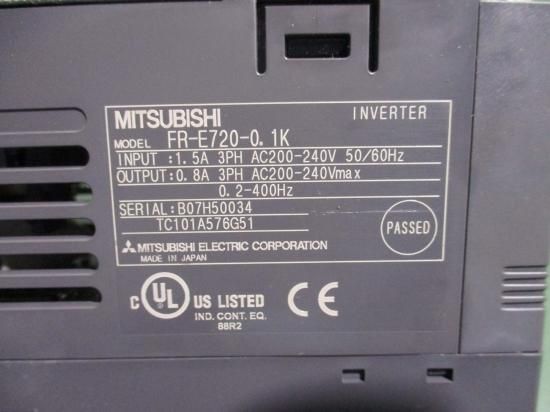 MITSUBISHI INVERTER
MODEL FR-E720-0.1K
INPUT :1.5A 3PH AC200-240V 50/60Hz
OUTPUT:0.8A 3PH AC200-240Vmax
0.2-400Hz
SERIAL:B07H50034
TC101A576G51
PASSED
MITSUBISHI ELECTRIC CORPORATION
MADE IN JAPAN
C UL US LISTED CE
IND. CONT. EQ.
88R2